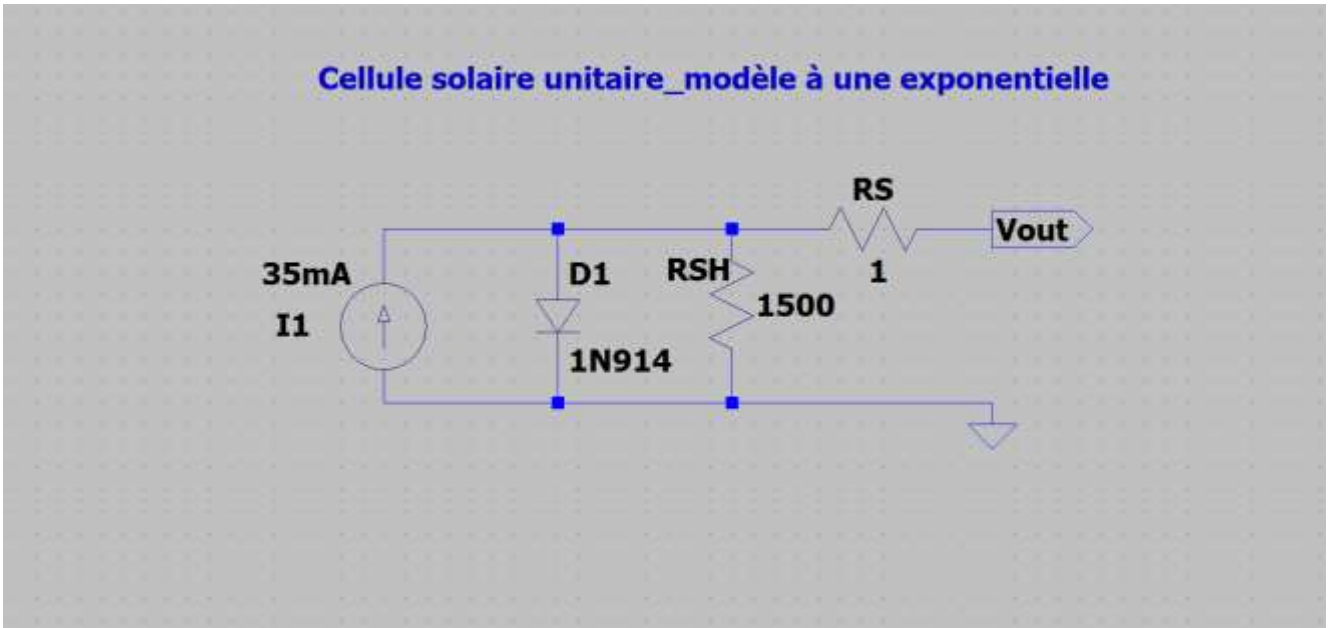 Cellule solaire unitaire_modèle à une exponentielle
RS
Vout
35mA
D1
RSH
1
I1
1500
1N914